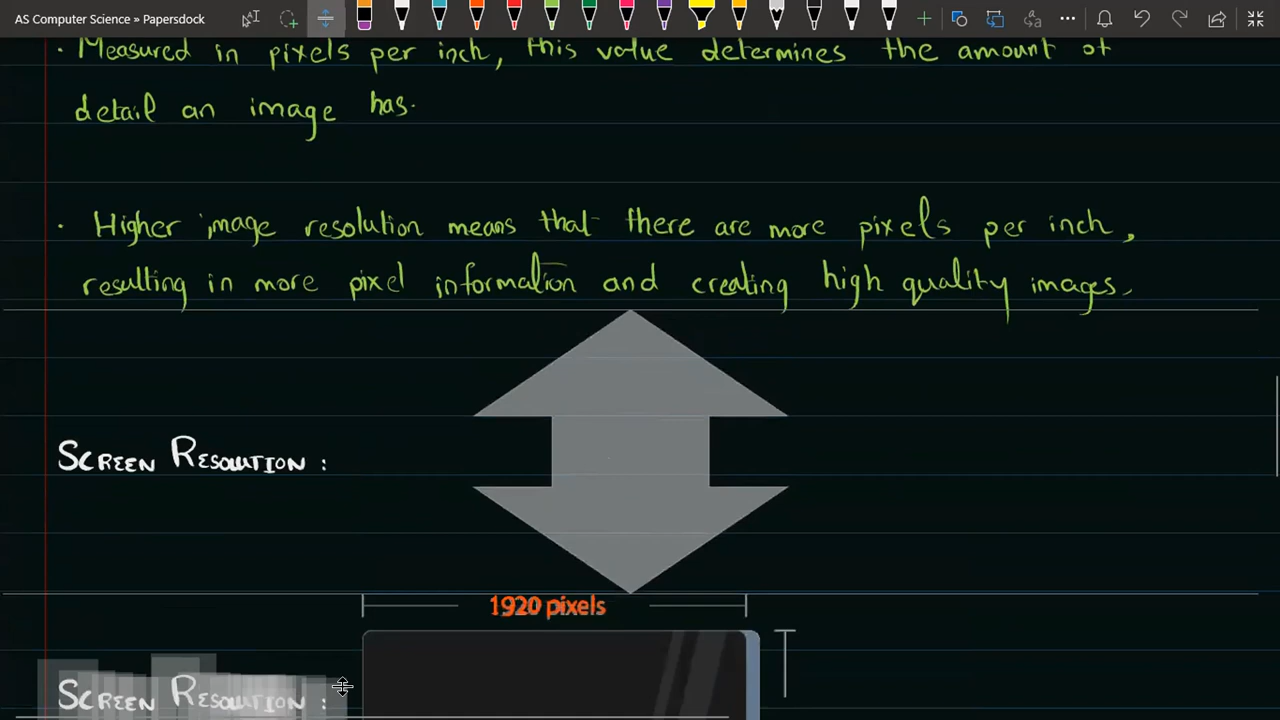 AS Computer Science » Papersdock
· Measured in pixels per inch, this value determines the amount of
detail an image has.
· Higher image resolution means that there are more pixels per inch,
resulting in more pixel information and creating high quality images.
SCREEN RESOLUTION :
1920 pixels
SCREEN RESOLUTION :